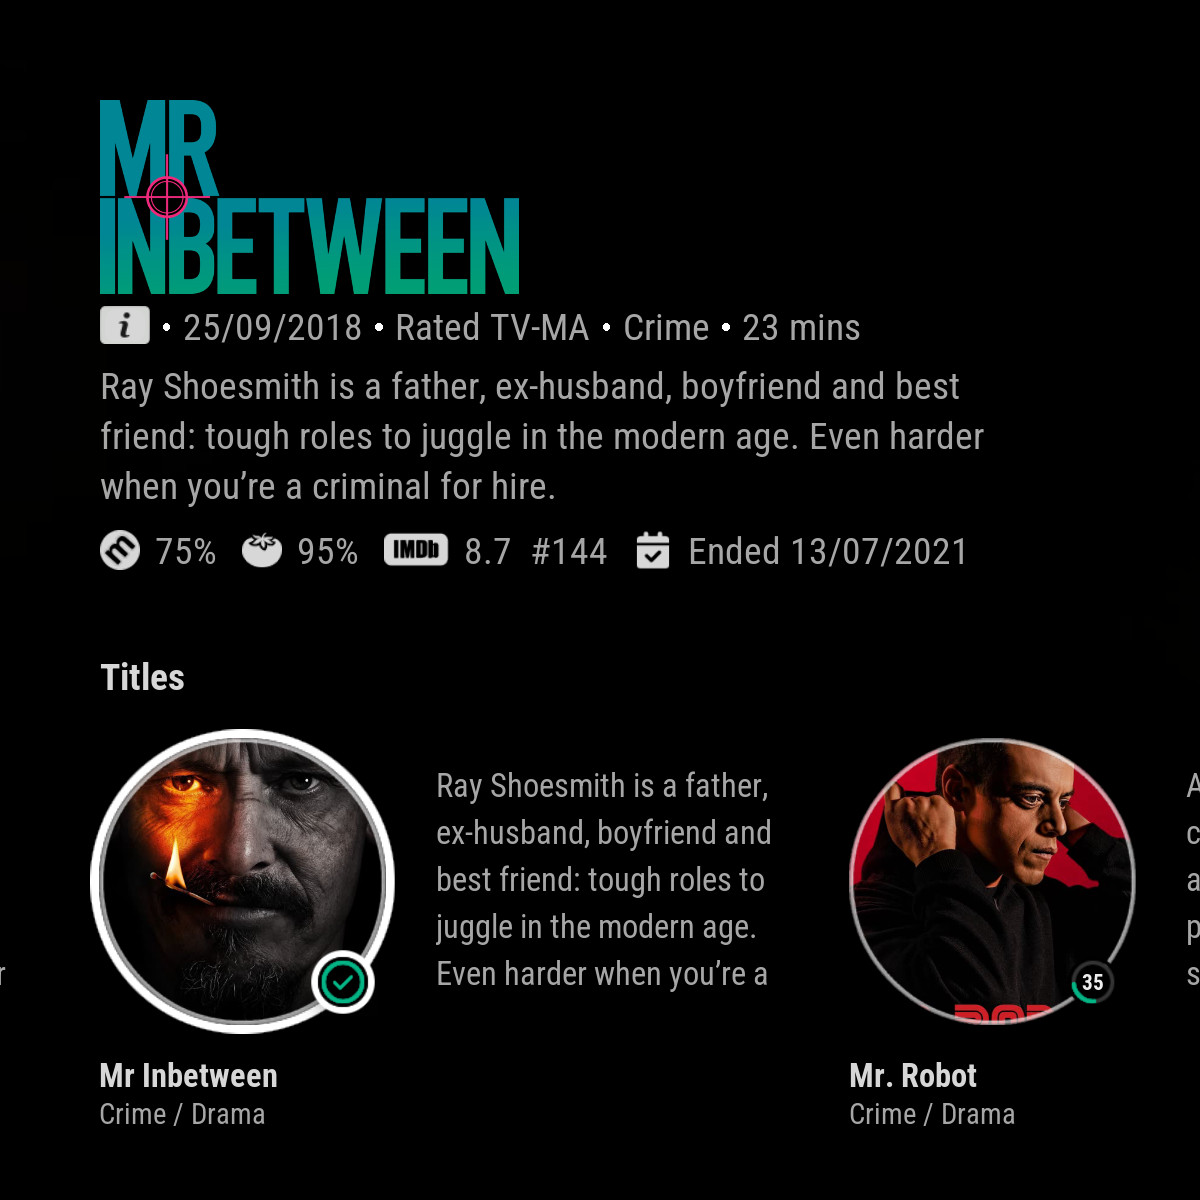 MR
INBETWEEN
i • 25/09/2018 • Rated TV-MA • Crime • 23 mins
Ray Shoesmith is a father, ex-husband, boyfriend and best
friend: tough roles to juggle in the modern age. Even harder
when you’re a criminal for hire.
m 75% 95% IMDb 8.7 #144 Ended 13/07/2021
Titles
Ray Shoesmith is a father,
ex-husband, boyfriend and
best friend: tough roles to
juggle in the modern age.
Even harder when you’re a
35
Mr Inbetween
Crime / Drama
Mr. Robot
Crime / Drama